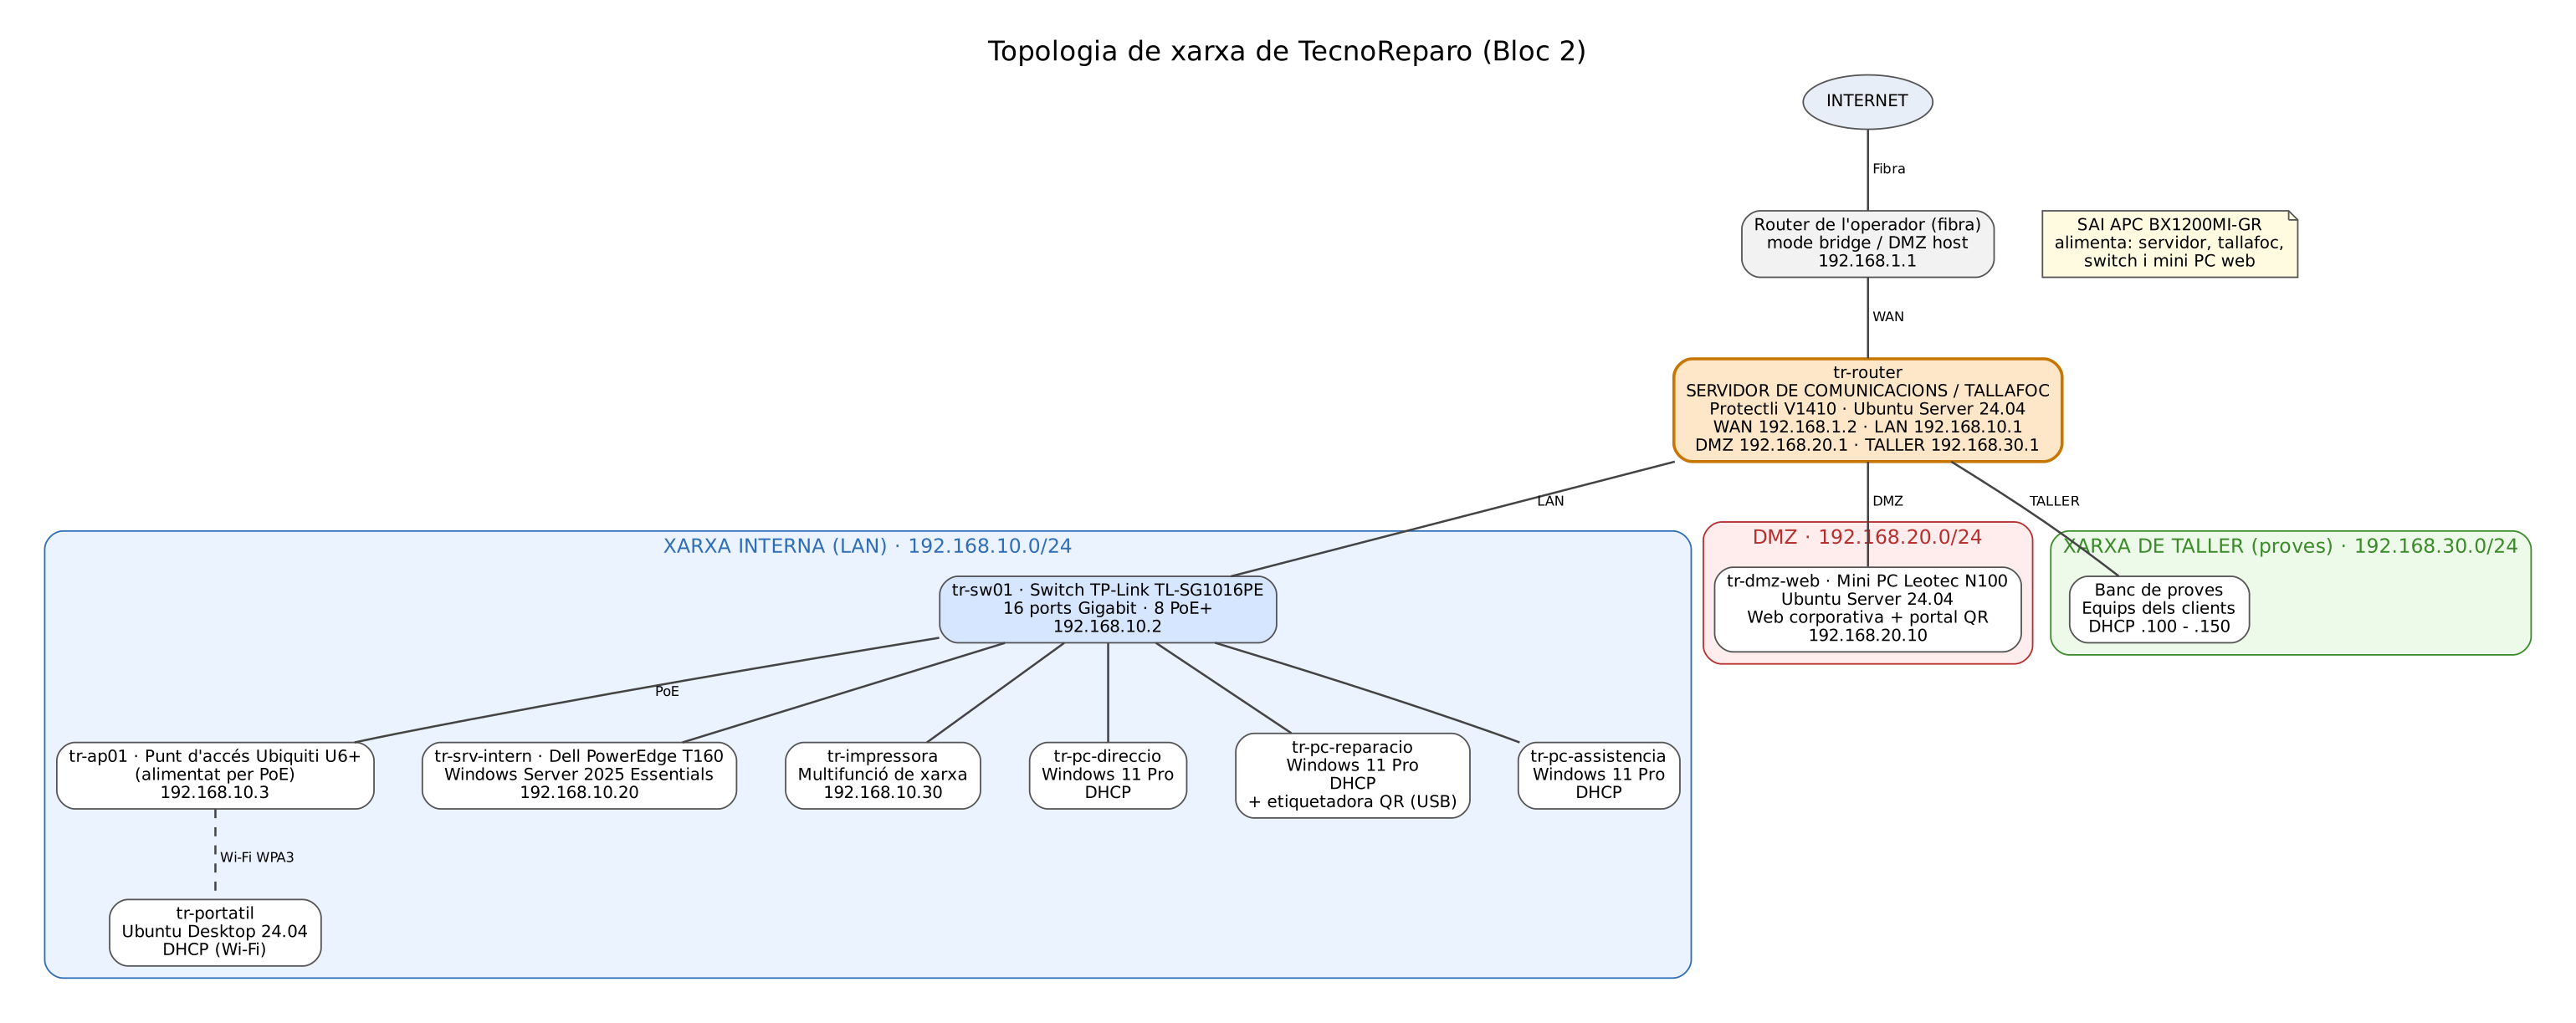 Topologia de xarxa de TecnoReparo (Bloc 2)
INTERNET
Fibra
Router de l'operador (fibra)
mode bridge / DMZ host
192.168.1.1
SAI APC BX1200MI-GR
alimenta: servidor, tallafoc,
switch i mini PC web
WAN
tr-router
SERVIDOR DE COMUNICACIONS / TALLAFOC
Protectli V1410 · Ubuntu Server 24.04
WAN 192.168.1.2 · LAN 192.168.10.1
DMZ 192.168.20.1 · TALLER 192.168.30.1
LAN
DMZ
TALLER
XARXA INTERNA (LAN) · 192.168.10.0/24
tr-sw01 · Switch TP-Link TL-SG1016PE
16 ports Gigabit · 8 PoE+
192.168.10.2
PoE
tr-ap01 · Punt d'accés Ubiquiti U6+
(alimentat per PoE)
192.168.10.3
tr-srv-intern · Dell PowerEdge T160
Windows Server 2025 Essentials
192.168.10.20
tr-impressora
Multifunció de xarxa
192.168.10.30
tr-pc-direccio
Windows 11 Pro
DHCP
tr-pc-reparacio
Windows 11 Pro
DHCP
+ etiquetadora QR (USB)
tr-pc-assistencia
Windows 11 Pro
DHCP
Wi-Fi WPA3
tr-portatil
Ubuntu Desktop 24.04
DHCP (Wi-Fi)
DMZ · 192.168.20.0/24
tr-dmz-web · Mini PC Leotec N100
Ubuntu Server 24.04
Web corporativa + portal QR
192.168.20.10
XARXA DE TALLER (proves) · 192.168.30.0/24
Banc de proves
Equips dels clients
DHCP .100 - .150